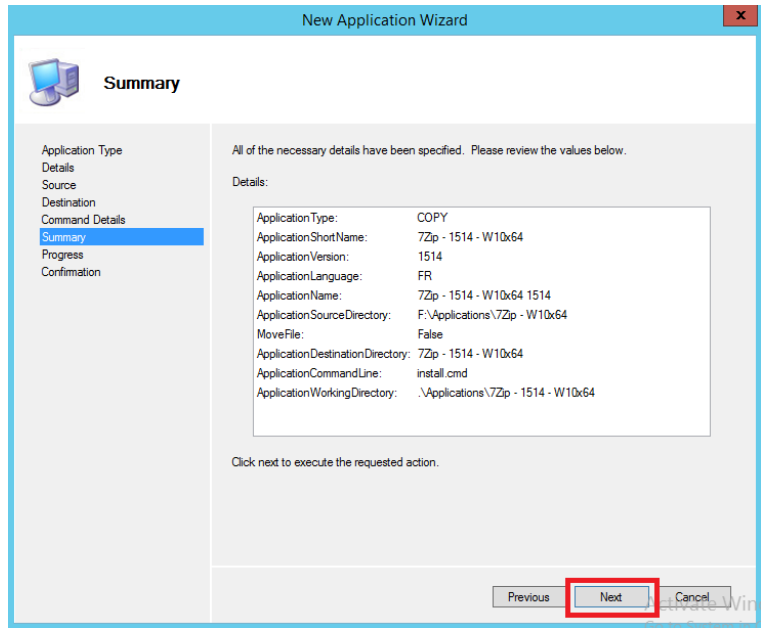 New Application Wizard
x
Summary
Application Type
Details
Source
Destination
Command Details
Summary
Progress
Confirmation
All of the necessary details have been specified. Please review the values below.
Details:
ApplicationType: COPY
ApplicationShortName: 7Zip - 1514 - W10x64
ApplicationVersion: 1514
ApplicationLanguage: FR
ApplicationName: 7Zip - 1514 - W10x64 1514
ApplicationSourceDirectory: F:\Applications\7Zip - W10x64
MoveFile: False
ApplicationDestinationDirectory: 7Zip - 1514 - W10x64
ApplicationCommandLine: install.cmd
ApplicationWorkingDirectory: .\Applications\7Zip - 1514 - W10x64
Click next to execute the requested action.
Previous Next Cancel
Activate Win